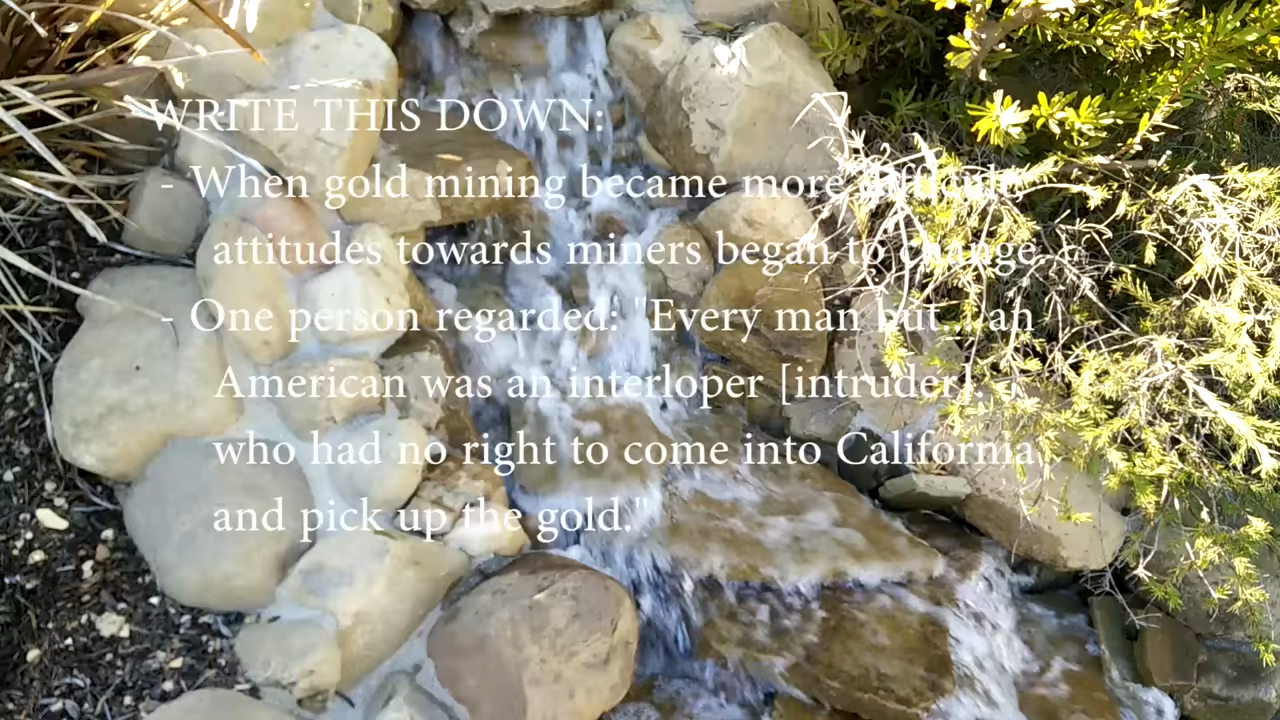 WRITE THIS DOWN:
- When gold mining became more difficult
attitudes towards miners began to change
- One person regarded: "Every man but... an
American was an interloper [intruder].
who had no right to come into California
and pick up the gold."